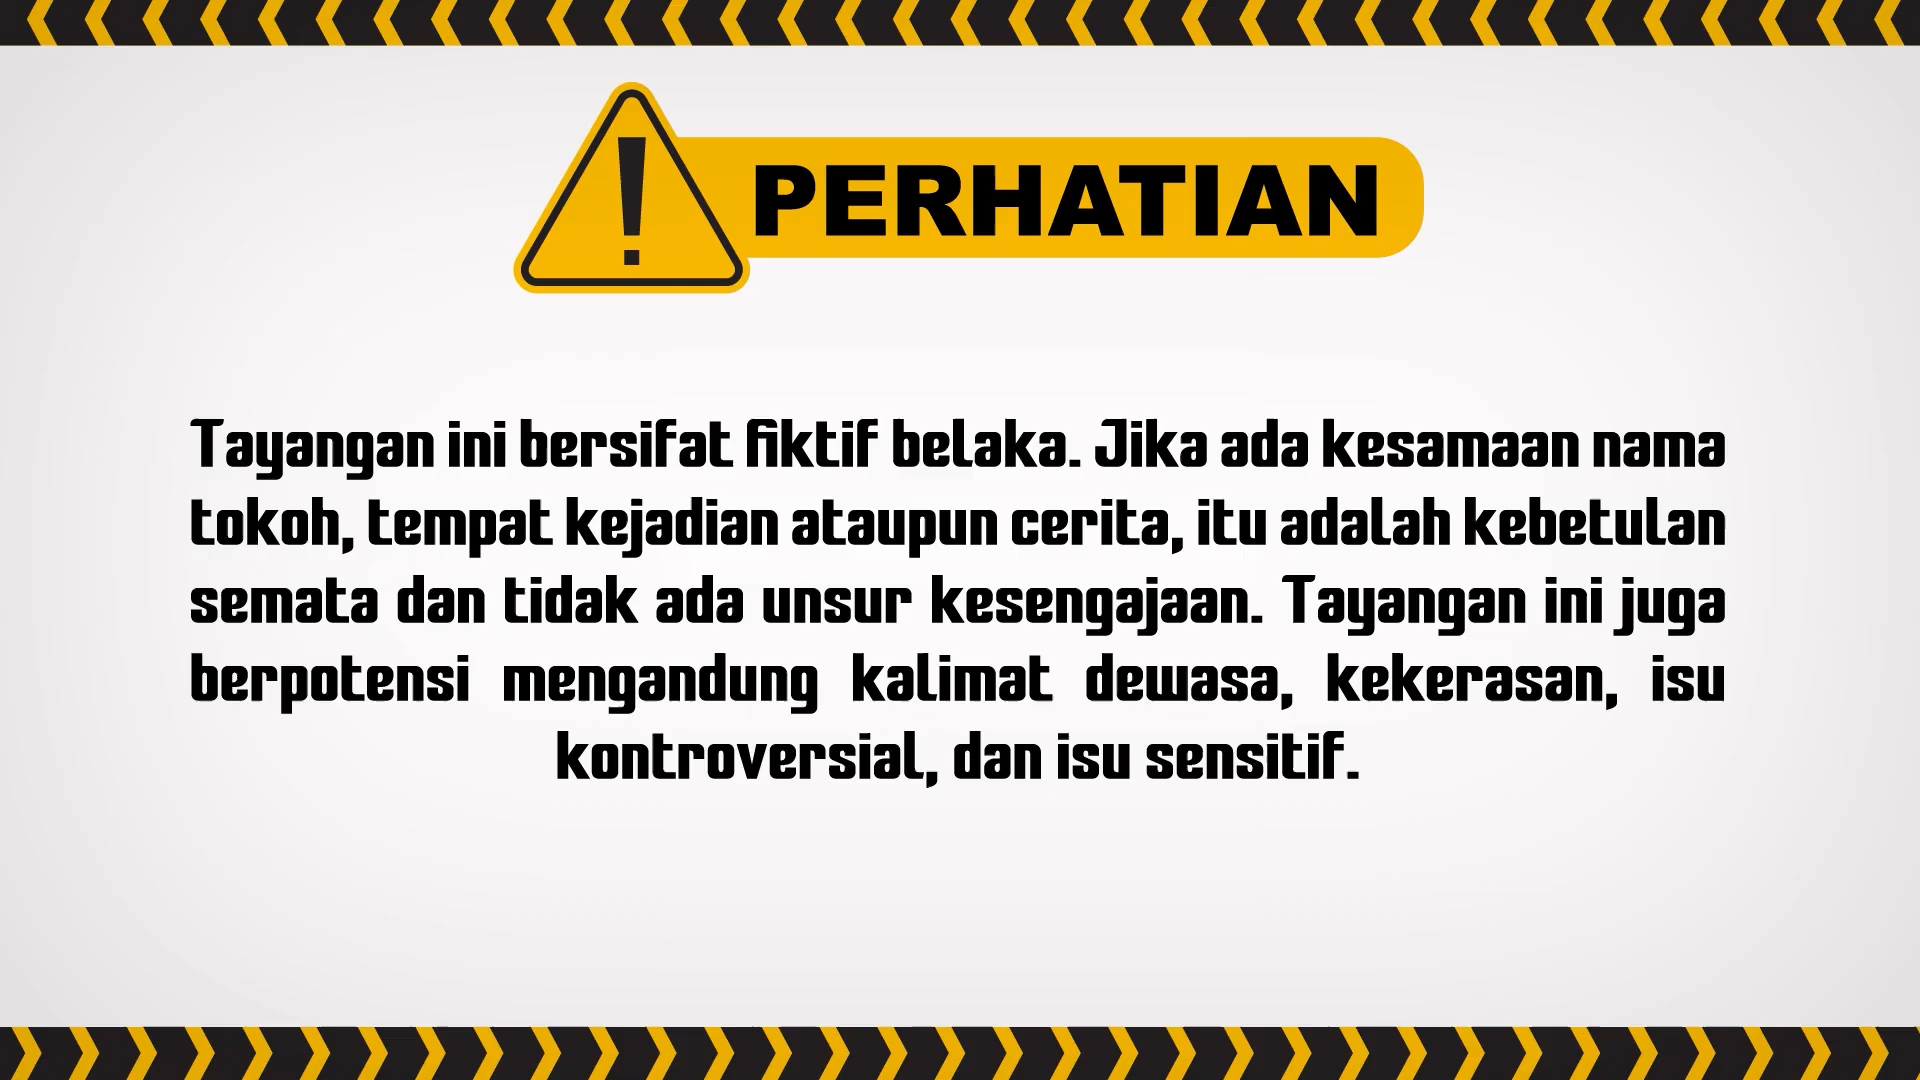 PERHATIAN
Tayangan ini bersifat fiktif belaka. Jika ada kesamaan nama
tokoh, tempat kejadian ataupun cerita, itu adalah kebetulan
semata dan tidak ada unsur kesengajaan. Tayangan ini juga
berpotensi mengandung kalimat dewasa, kekerasan, isu
kontroversial, dan isu sensitif.